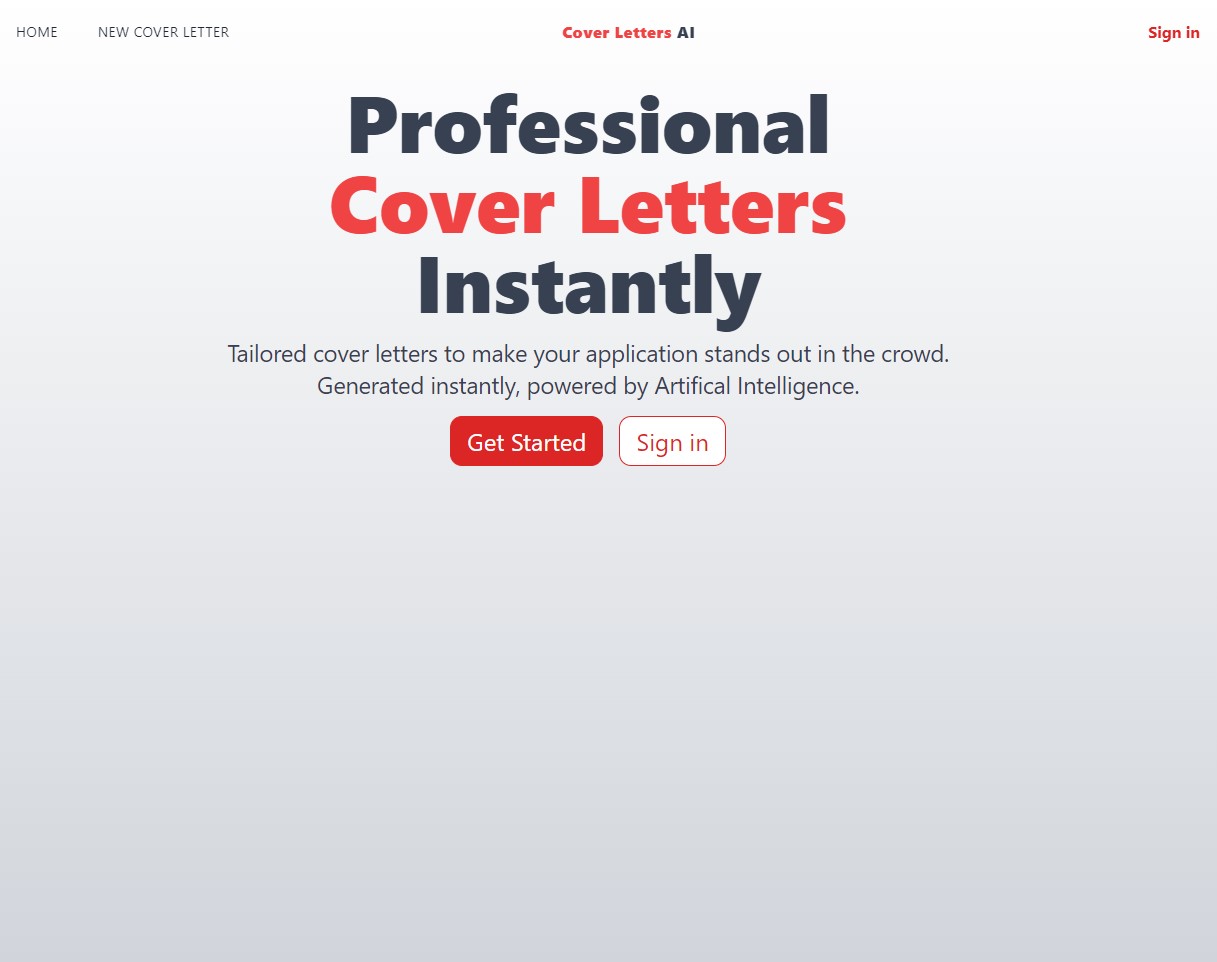 HOME NEW COVER LETTER Cover Letters AI Sign in
Professional
Cover Letters
Instantly
Tailored cover letters to make your application stands out in the crowd.
Generated instantly, powered by Artifical Intelligence.
Get Started Sign in